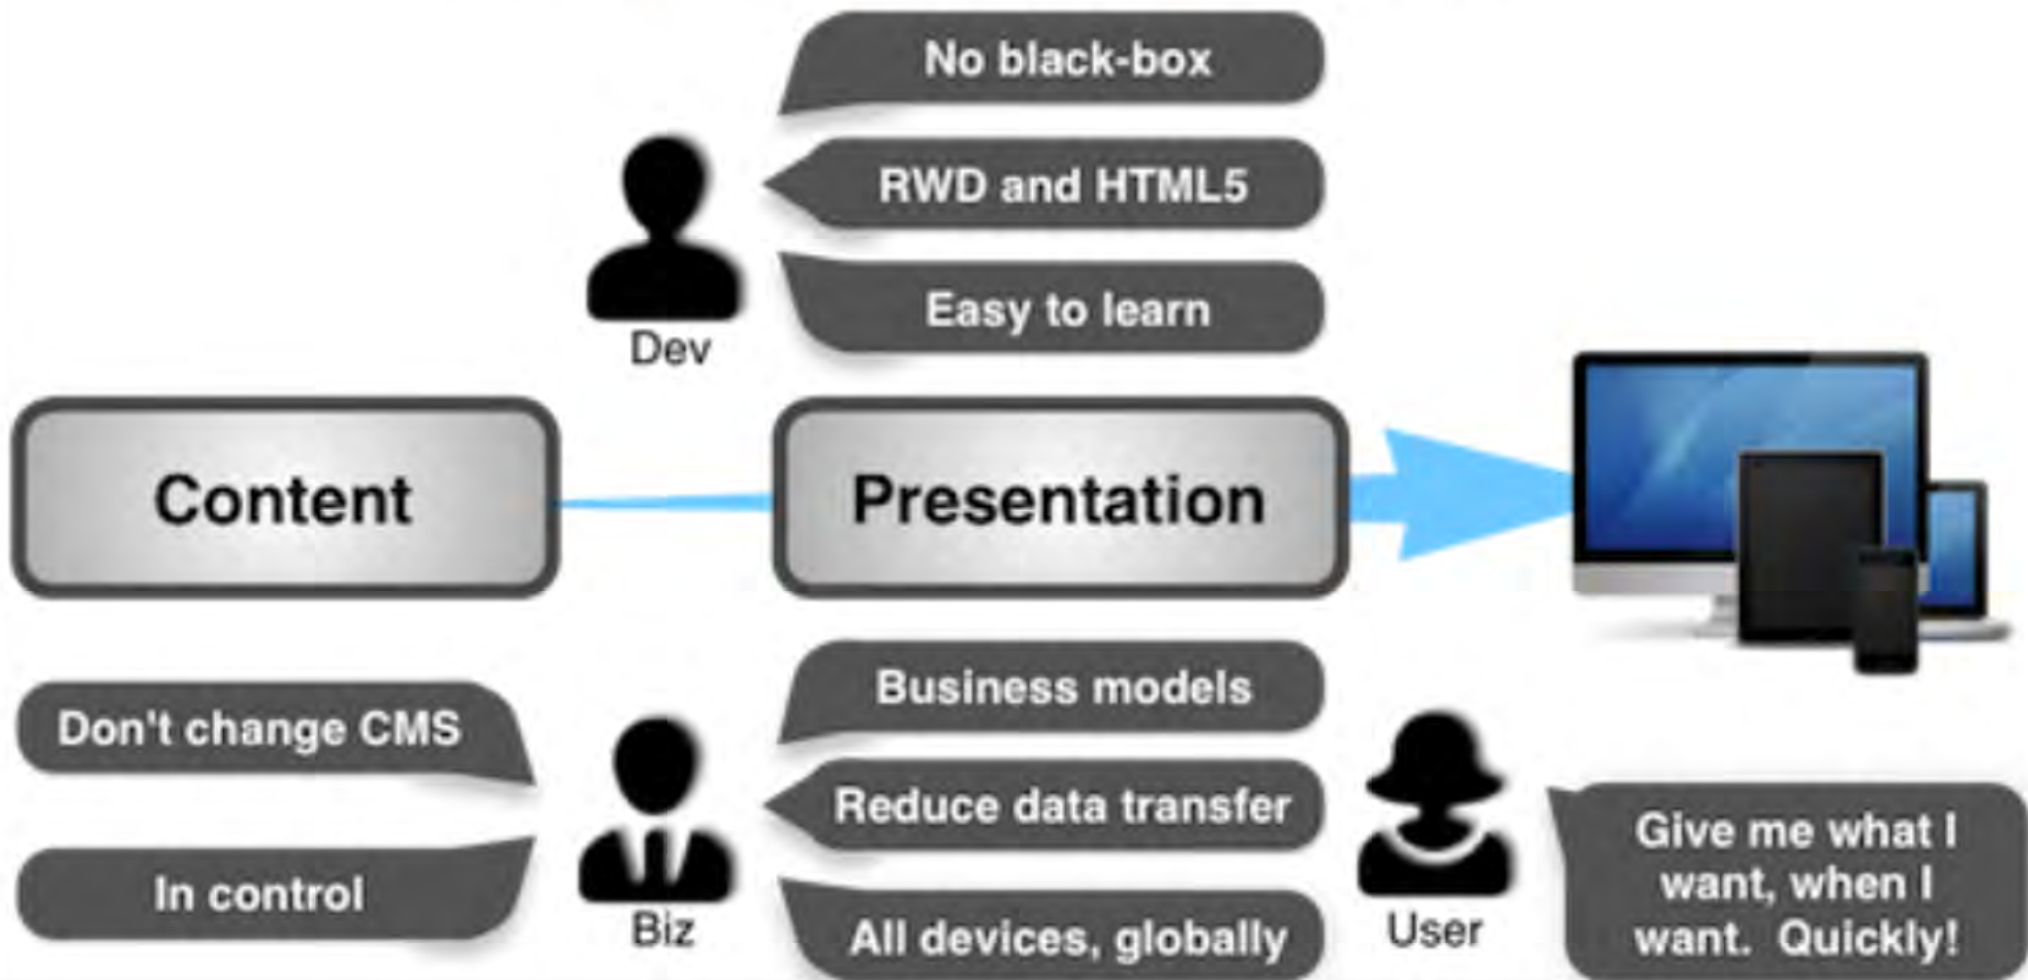 No black-box
RWD and HTML5
Easy to learn
Dev
Content
Presentation
Don't change CMS
In control
Biz
Business models
Reduce data transfer
All devices, globally
User
Give me what I
want, when I
want. Quickly!